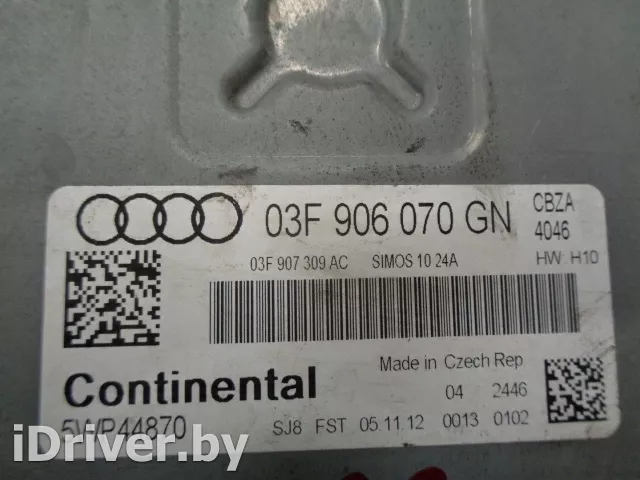 03F 906 070 GN
CBZA
4046
03F 907 309 AC SIMOS 10 24A
HW H10
Made in Czech Rep
Continental
04 2446
5WP44870
SJ8 FST 05.11.12 0013 0102
iDriver.by